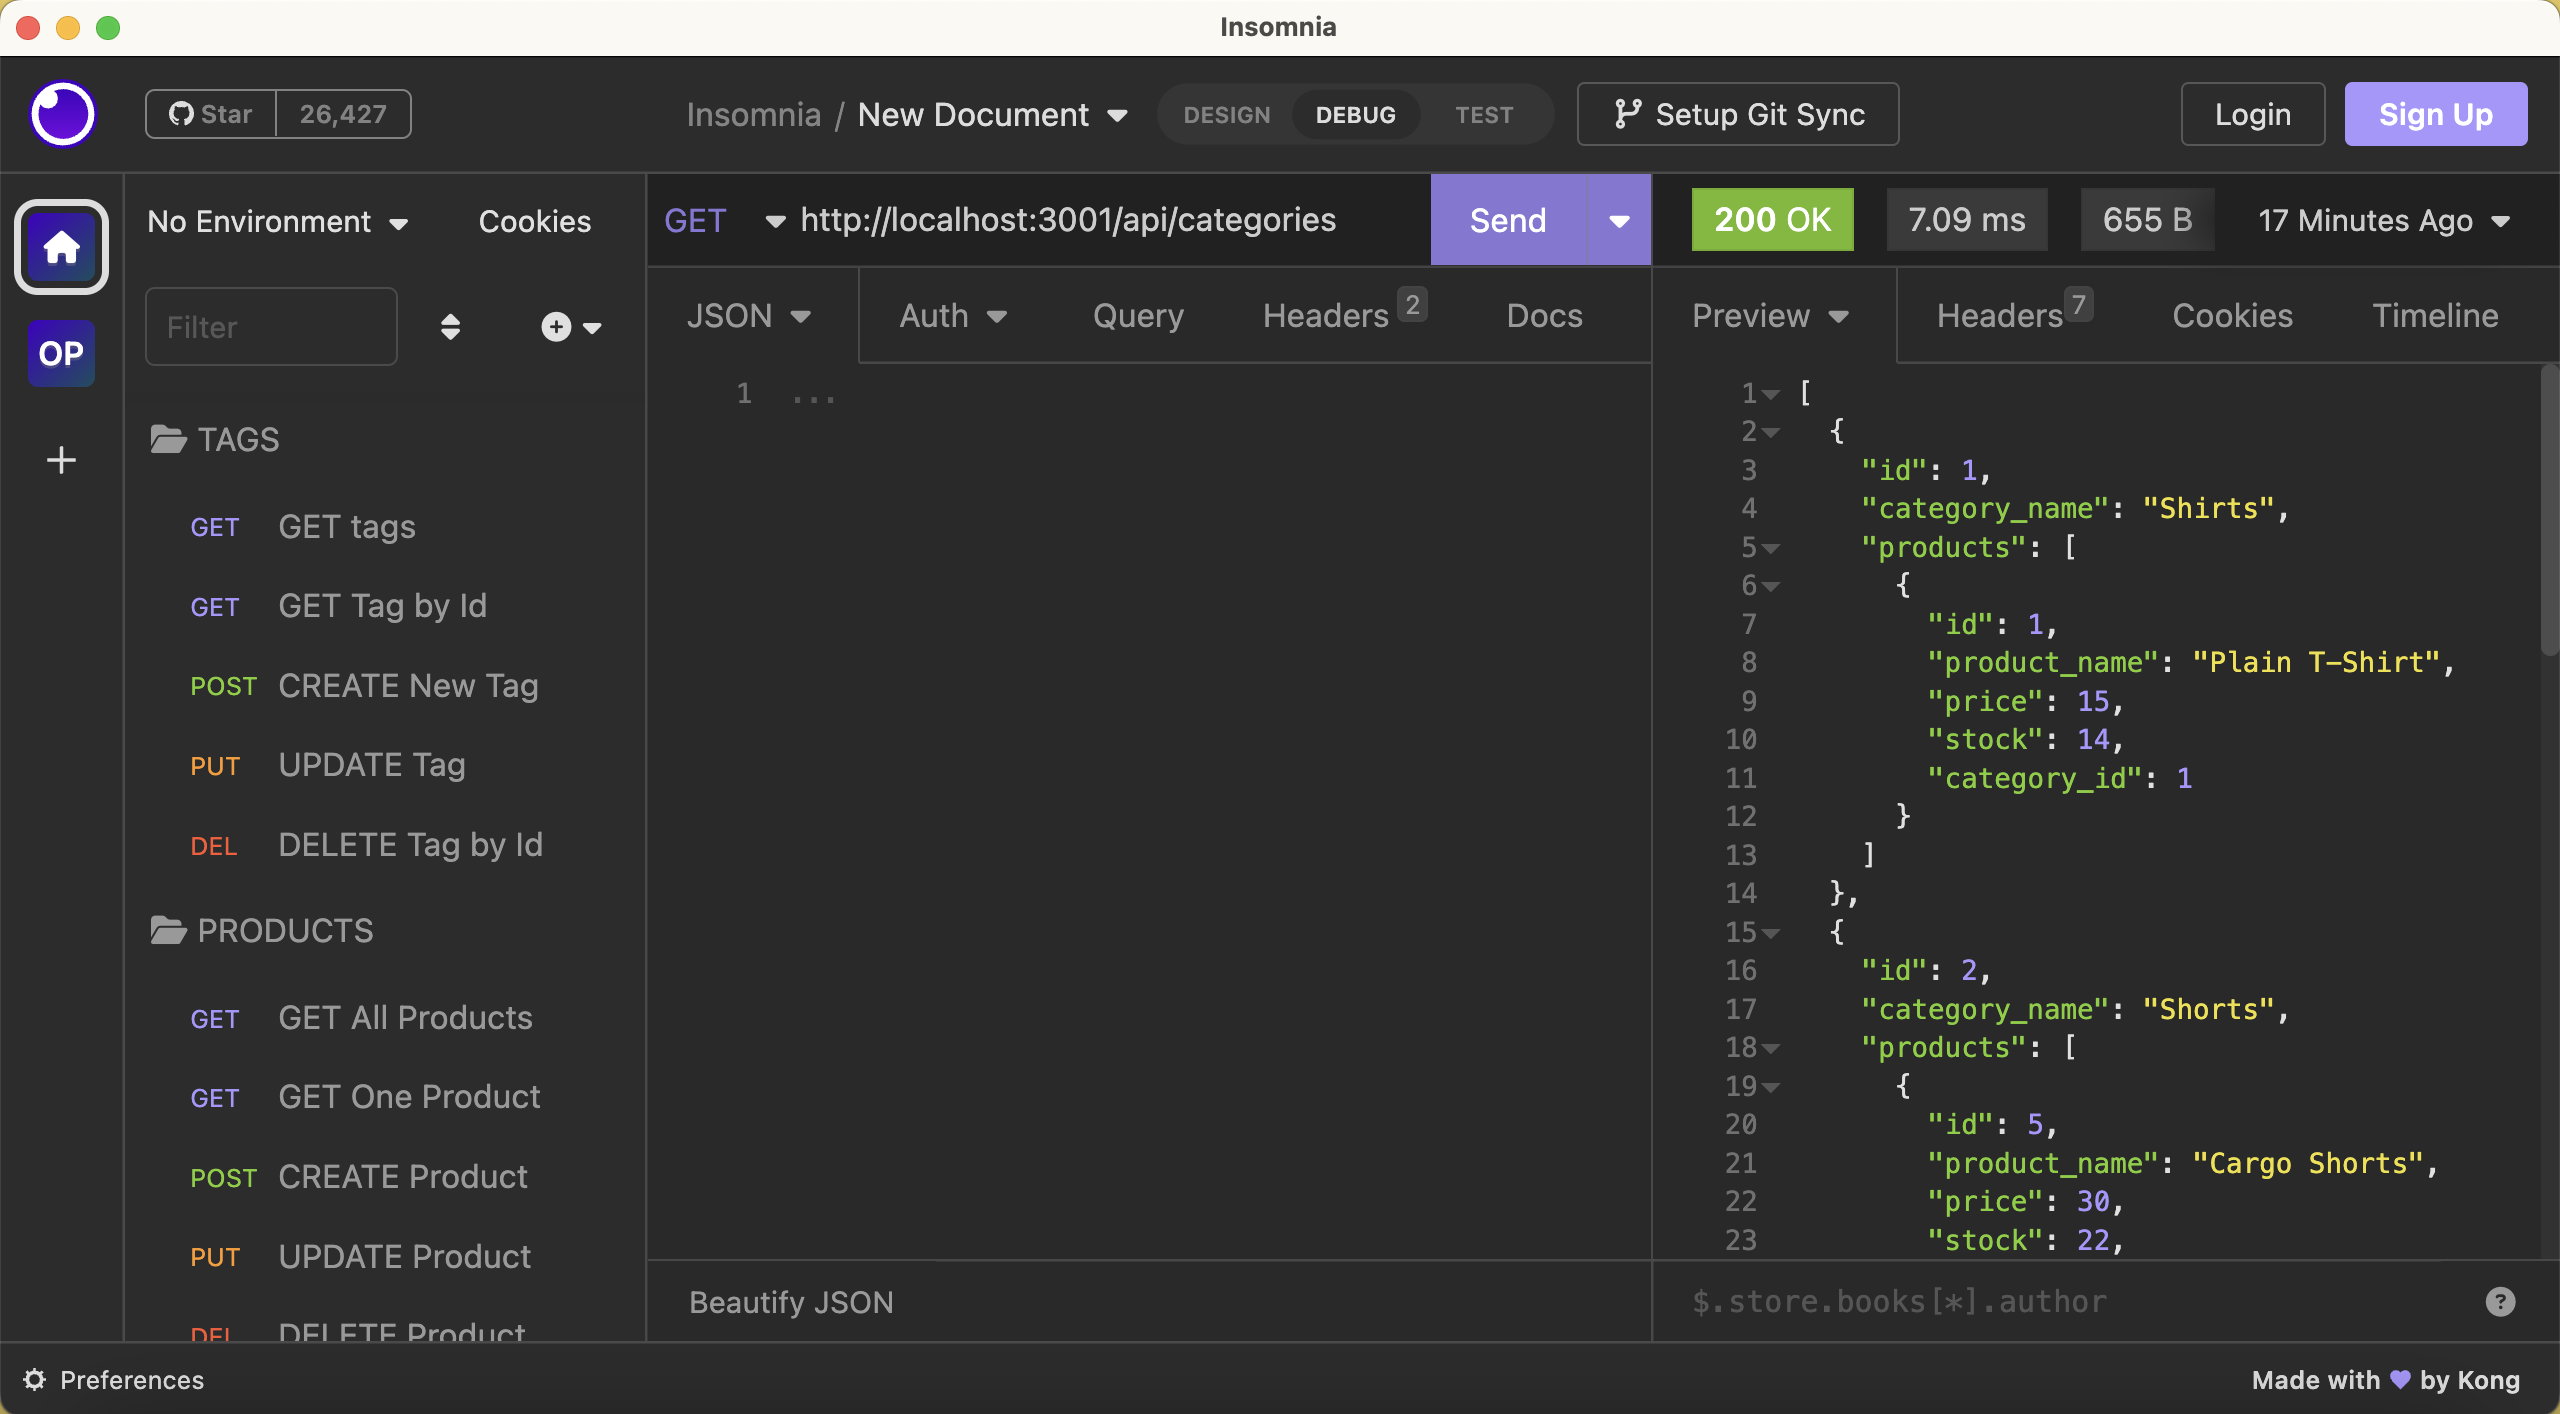 Insomnia
Star 26,427
Insomnia / New Document
DESIGN DEBUG TEST
Setup Git Sync
Login
Sign Up
OP
No Environment
Cookies
Filter
TAGS
GET GET tags
GET GET Tag by Id
POST CREATE New Tag
PUT UPDATE Tag
DEL DELETE Tag by Id
PRODUCTS
GET GET All Products
GET GET One Product
POST CREATE Product
PUT UPDATE Product
DEL DELETE Product
GET http://localhost:3001/api/categories
Send
JSON Auth Query Headers 2 Docs
1 ...
Beautify JSON
200 OK 7.09 ms 655 B 17 Minutes Ago
Preview Headers 7 Cookies Timeline
1 [
2 {
3 "id": 1,
4 "category_name": "Shirts",
5 "products": [
6 {
7 "id": 1,
8 "product_name": "Plain T-Shirt",
9 "price": 15,
10 "stock": 14,
11 "category_id": 1
12 }
13 ]
14 },
15 {
16 "id": 2,
17 "category_name": "Shorts",
18 "products": [
19 {
20 "id": 5,
21 "product_name": "Cargo Shorts",
22 "price": 30,
23 "stock": 22,
$.store.books[*].author
?
Preferences
Made with 💜 by Kong